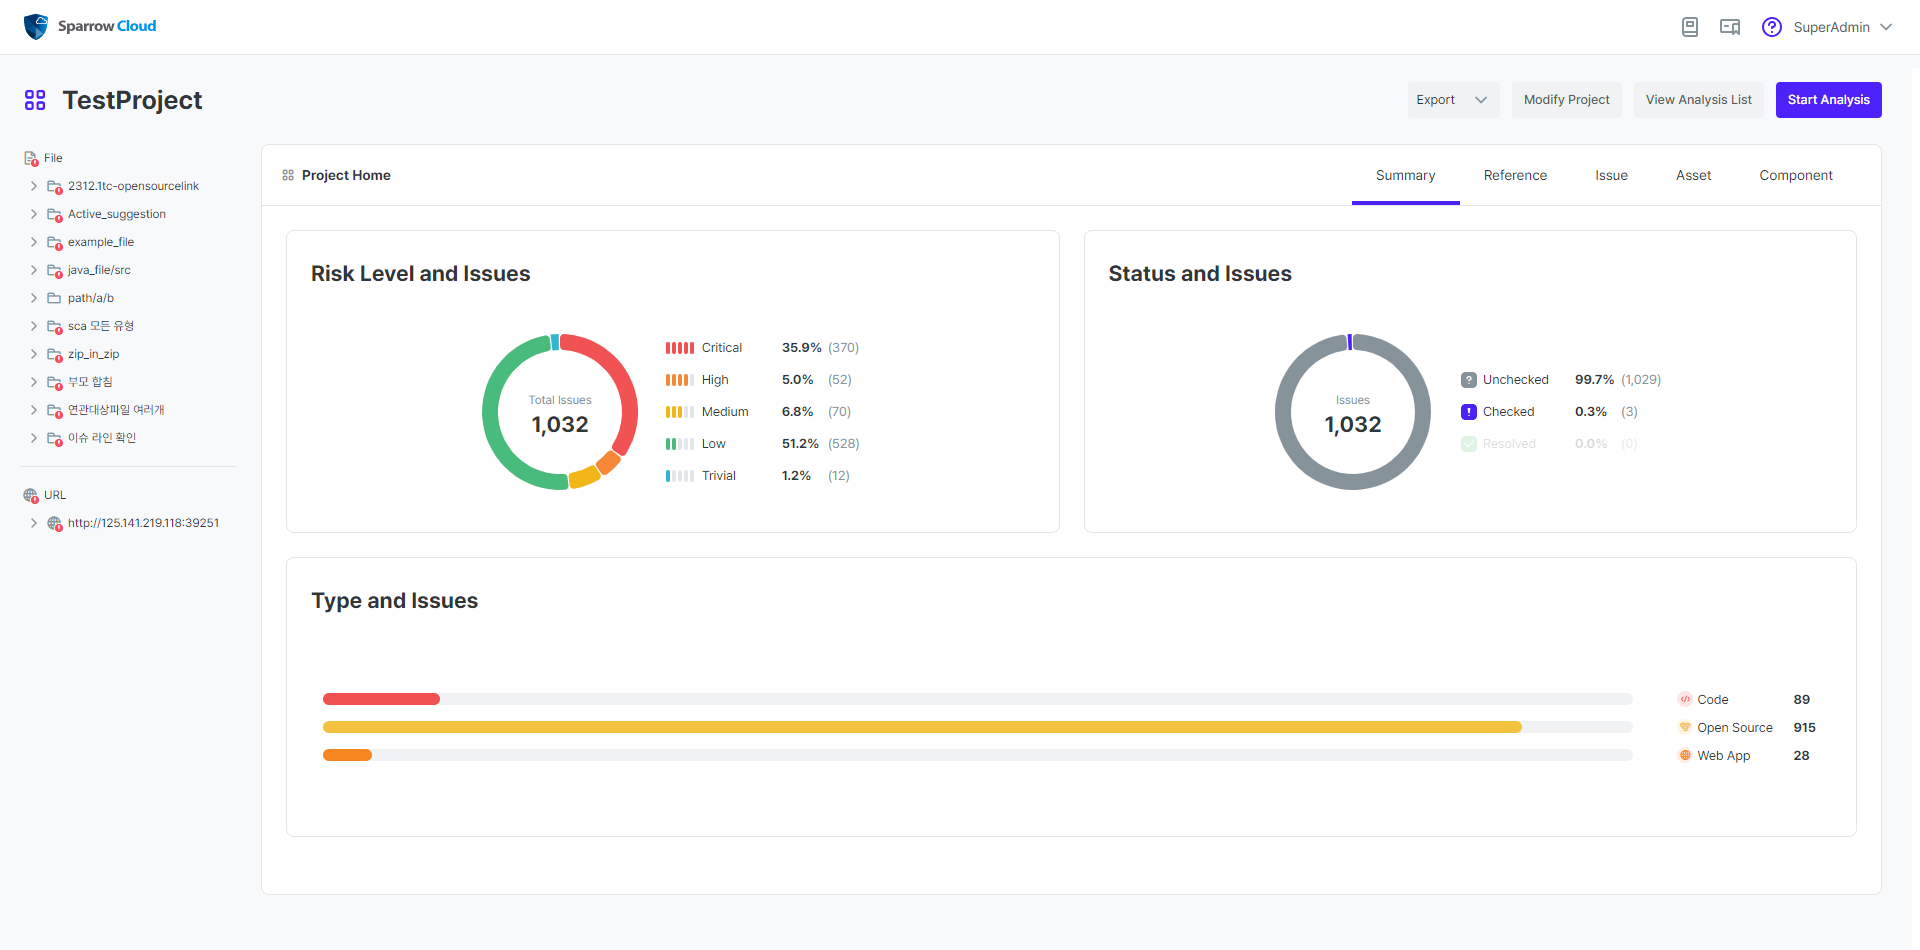 Sparrow Cloud
SuperAdmin
TestProject
Export
Modify Project
View Analysis List
Start Analysis
File
2312.1tc-opensourcelink
Active_suggestion
example_file
java_file/src
path/a/b
sca 모든 유형
zip_in_zip
부모 합침
연관대상파일 여러개
이슈 라인 확인
URL
http://125.141.219.118:39251
Project Home
Summary
Reference
Issue
Asset
Component
Risk Level and Issues
Total Issues
1,032
Critical 35.9% (370)
High 5.0% (52)
Medium 6.8% (70)
Low 51.2% (528)
Trivial 1.2% (12)
Status and Issues
Issues
1,032
Unchecked 99.7% (1,029)
Checked 0.3% (3)
Resolved 0.0% (0)
Type and Issues
Code 89
Open Source 915
Web App 28